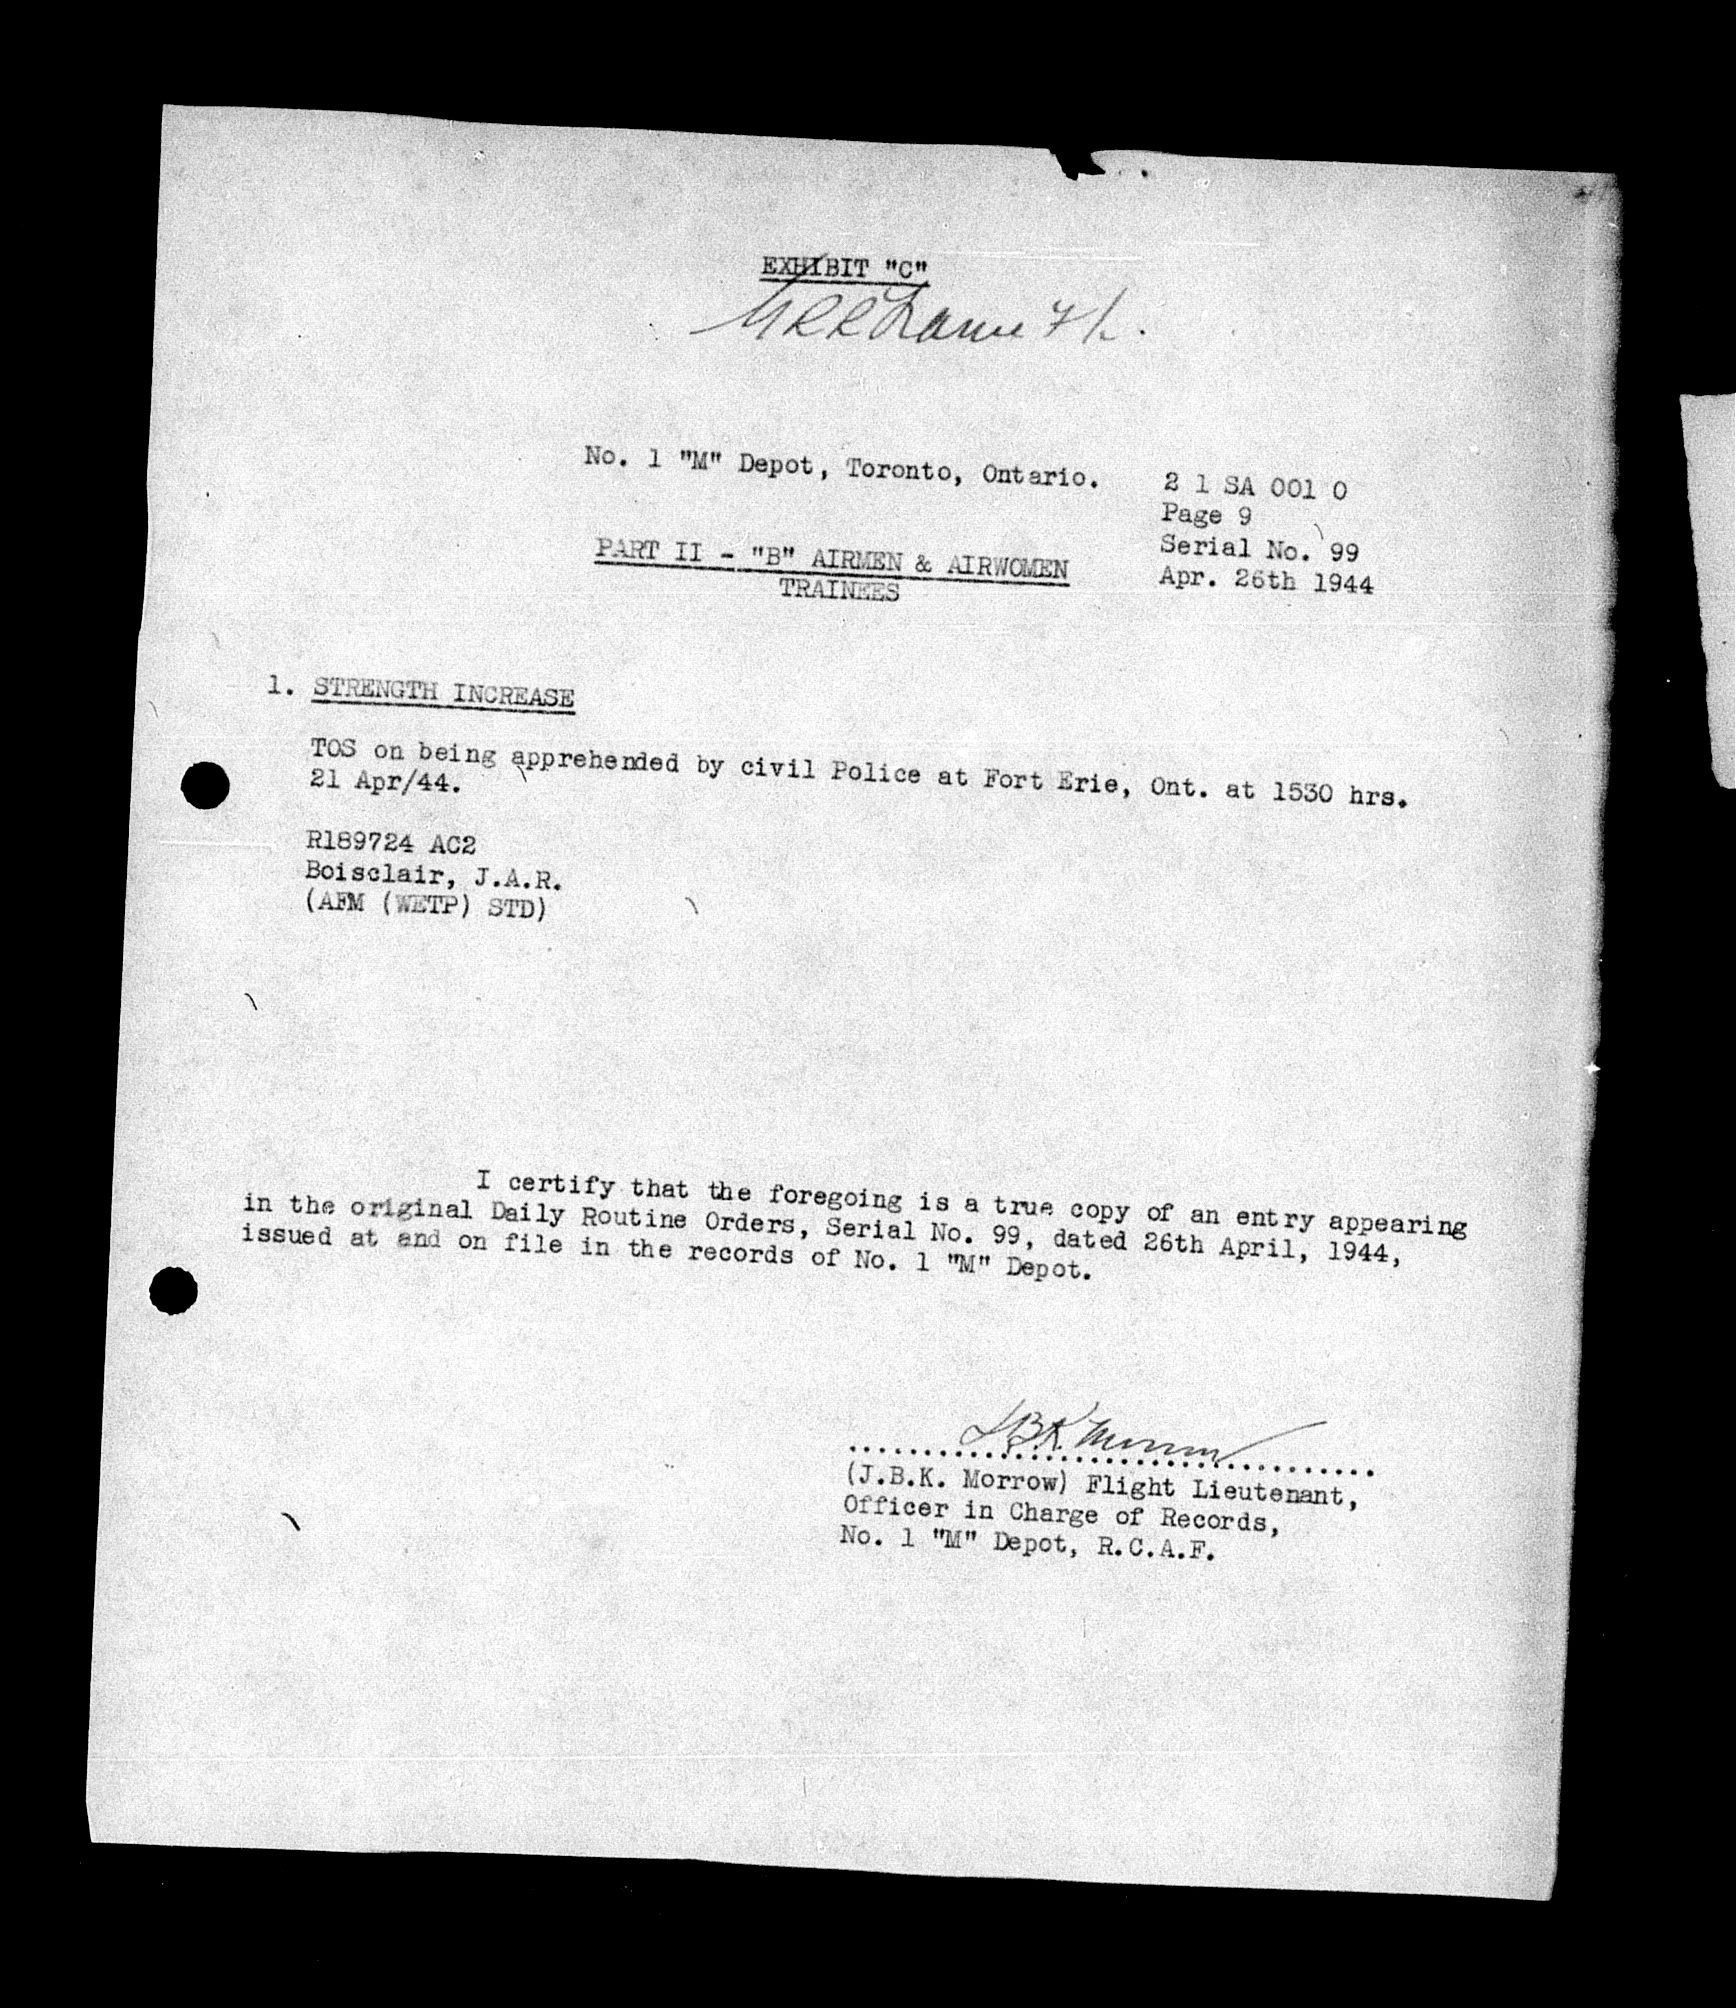 EXHIBIT "C"
No. 1 "M" Depot, Toronto, Ontario.
2 1 SA 001 0
Page 9
Serial No. 99
Apr. 26th 1944
PART II - "B" AIRMEN & AIRWOMEN
TRAINEES
1. STRENGTH INCREASE
TOS on being apprehended by civil Police at Fort Erie, Ont. at 1530 hrs.
21 Apr/44.
R189724 AC2
Boisclair, J.A.R.
(AFM (WETP) STD)
I certify that the foregoing is a true copy of an entry appearing
in the original Daily Routine Orders, Serial No. 99, dated 26th April, 1944,
issued at and on file in the records of No. 1 "M" Depot.
J.B.K. Morrow
(J.B.K. Morrow) Flight Lieutenant,
Officer in Charge of Records,
No. 1 "M" Depot, R.C.A.F.